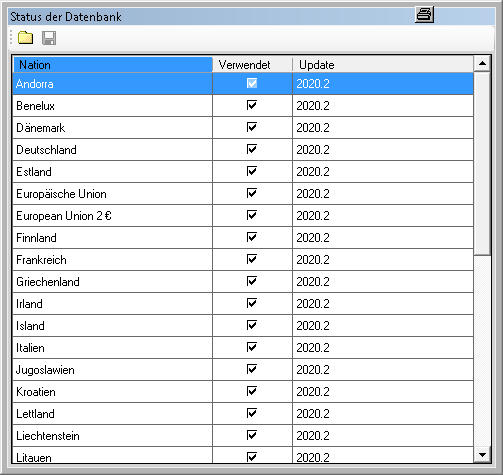 Status der Datenbank
Nation Verwendet Update
Andorra 2020.2
Benelux 2020.2
Dänemark 2020.2
Deutschland 2020.2
Estland 2020.2
Europäische Union 2020.2
European Union 2 € 2020.2
Finnland 2020.2
Frankreich 2020.2
Griechenland 2020.2
Irland 2020.2
Island 2020.2
Italien 2020.2
Jugoslawien 2020.2
Kroatien 2020.2
Lettland 2020.2
Liechtenstein 2020.2
Litauen 2020.2